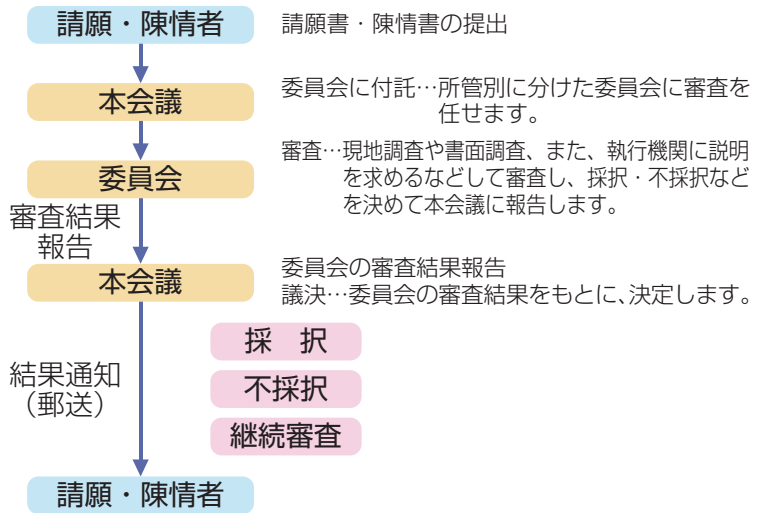 請願・陳情者
請願書・陳情書の提出
本会議
委員会に付託…所管別に分けた委員会に審査を
任せます。
委員会
審査…現地調査や書面調査、また、執行機関に説明
を求めるなどして審査し、採択・不採択など
を決めて本会議に報告します。
審査結果
報告
本会議
委員会の審査結果報告
議決…委員会の審査結果をもとに、決定します。
採　択
結果通知
（郵送）
不採択
継続審査
請願・陳情者